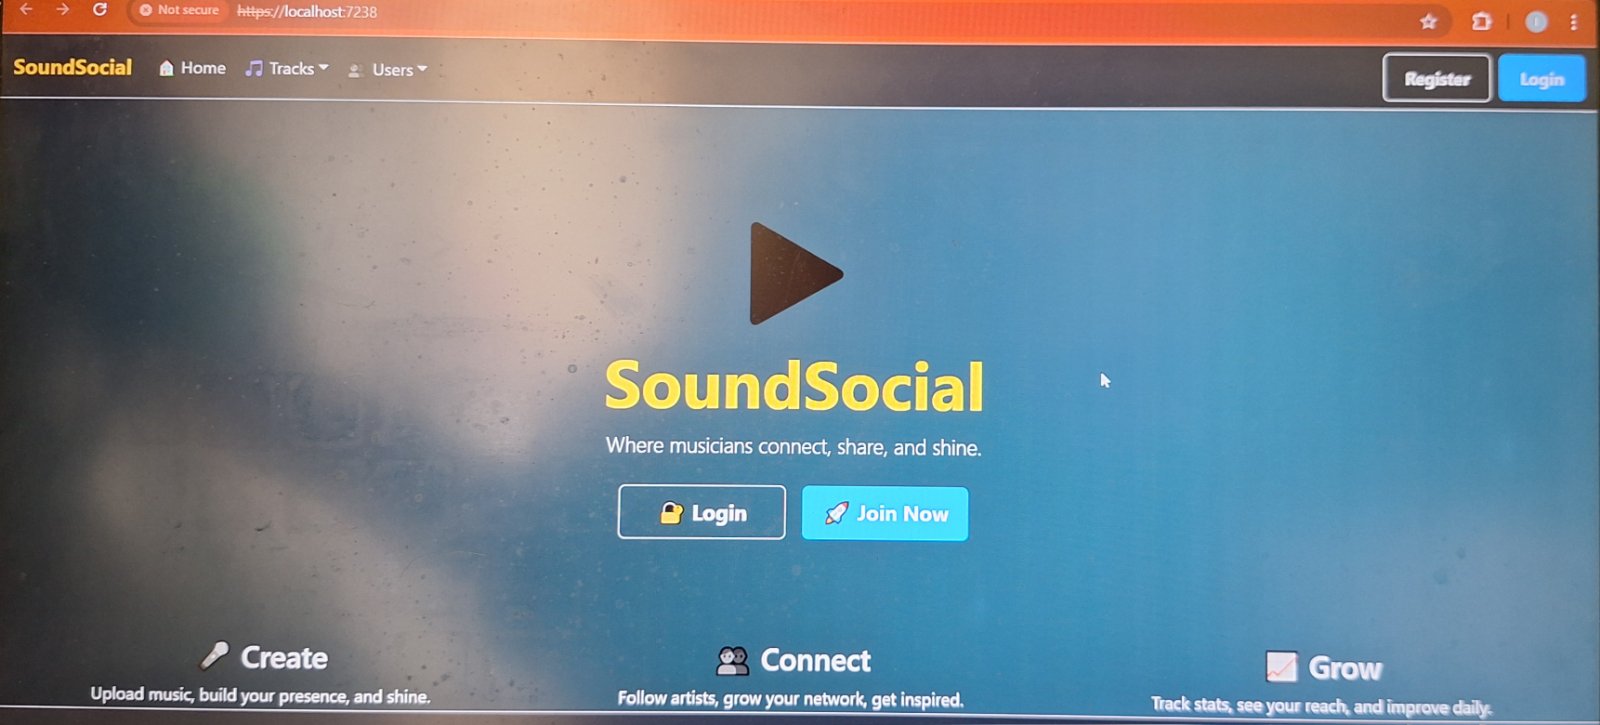 Not secure https://localhost:7238
SoundSocial Home Tracks Users Register Login
SoundSocial
Where musicians connect, share, and shine.
Login Join Now
Create Connect Grow
Upload music, build your presence, and shine. Follow artists, grow your network, get inspired. Track stats, see your reach, and improve daily.